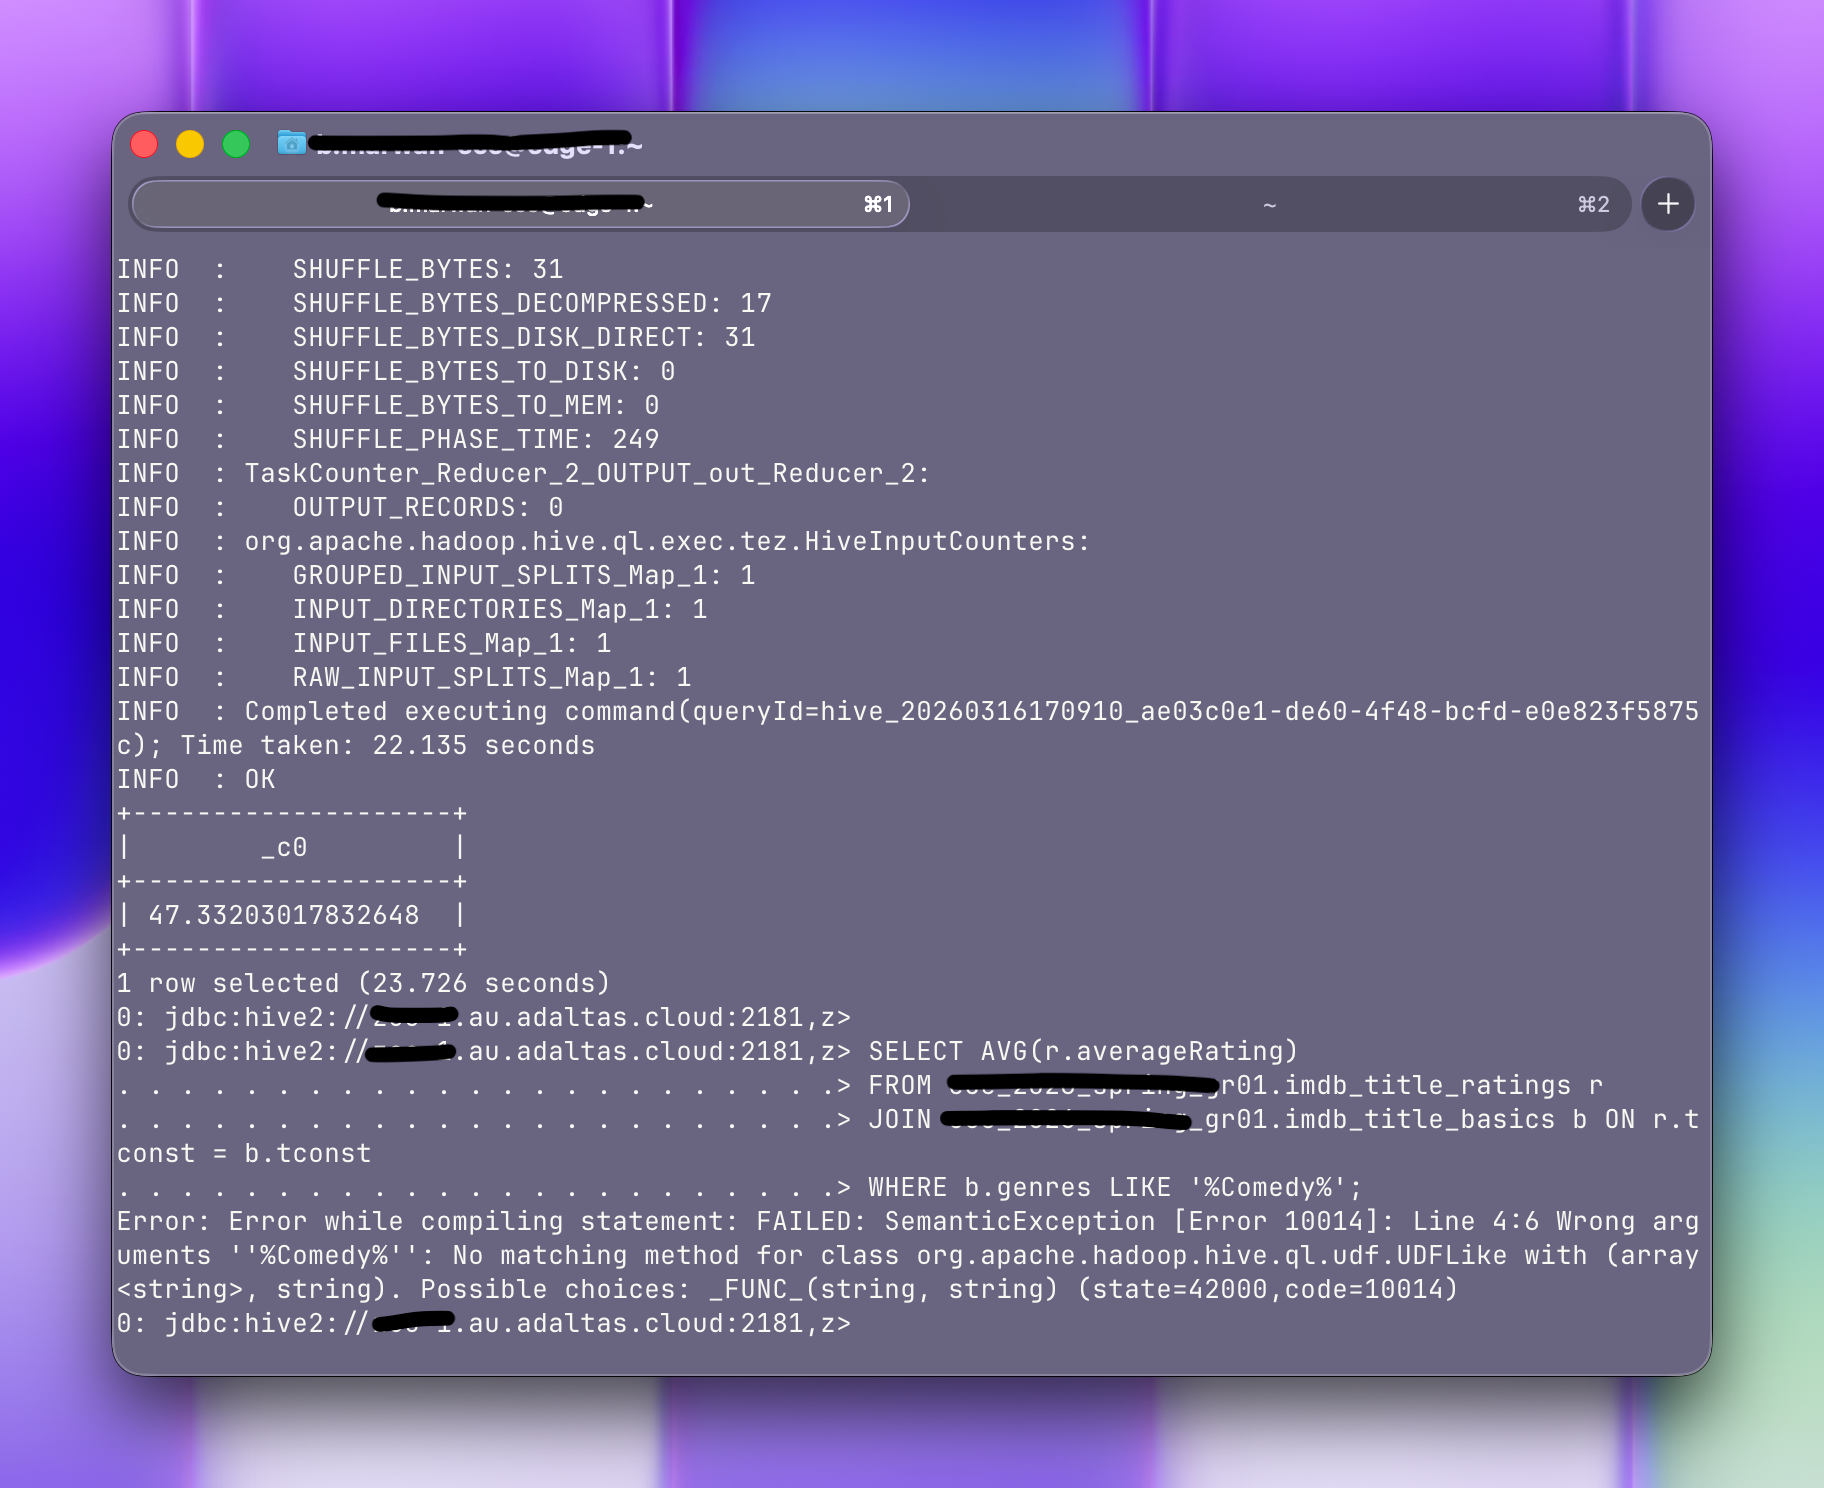 ⌘1
~
⌘2
+
INFO  :    SHUFFLE_BYTES: 31
INFO  :    SHUFFLE_BYTES_DECOMPRESSED: 17
INFO  :    SHUFFLE_BYTES_DISK_DIRECT: 31
INFO  :    SHUFFLE_BYTES_TO_DISK: 0
INFO  :    SHUFFLE_BYTES_TO_MEM: 0
INFO  :    SHUFFLE_PHASE_TIME: 249
INFO  : TaskCounter_Reducer_2_OUTPUT_out_Reducer_2:
INFO  :    OUTPUT_RECORDS: 0
INFO  : org.apache.hadoop.hive.ql.exec.tez.HiveInputCounters:
INFO  :    GROUPED_INPUT_SPLITS_Map_1: 1
INFO  :    INPUT_DIRECTORIES_Map_1: 1
INFO  :    INPUT_FILES_Map_1: 1
INFO  :    RAW_INPUT_SPLITS_Map_1: 1
INFO  : Completed executing command(queryId=hive_20260316170910_ae03c0e1-de60-4f48-bcfd-e0e823f5875
c); Time taken: 22.135 seconds
INFO  : OK
+--------------------+
|        _c0         |
+--------------------+
| 47.33203017832648  |
+--------------------+
1 row selected (23.726 seconds)
0: jdbc:hive2://.au.adaltas.cloud:2181,z>
0: jdbc:hive2://.au.adaltas.cloud:2181,z> SELECT AVG(r.averageRating)
. . . . . . . . . . . . . . . . . . . . . . .> FROM gr01.imdb_title_ratings r
. . . . . . . . . . . . . . . . . . . . . . .> JOIN _gr01.imdb_title_basics b ON r.t
const = b.tconst
. . . . . . . . . . . . . . . . . . . . . . .> WHERE b.genres LIKE '%Comedy%';
Error: Error while compiling statement: FAILED: SemanticException [Error 10014]: Line 4:6 Wrong arg
uments ''%Comedy%'': No matching method for class org.apache.hadoop.hive.ql.udf.UDFLike with (array
<string>, string). Possible choices: _FUNC_(string, string) (state=42000,code=10014)
0: jdbc:hive2://.au.adaltas.cloud:2181,z>